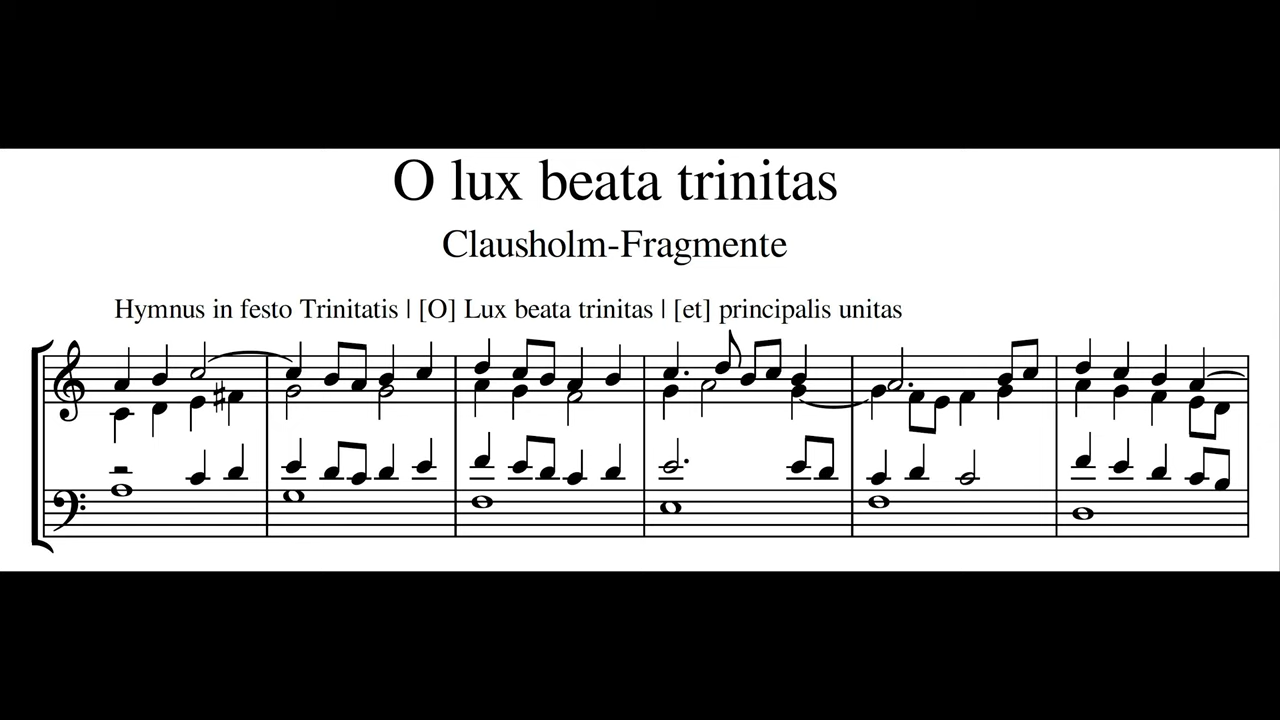 O lux beata trinitas
Clausholm-Fragmente
Hymnus in festo Trinitatis | [O] Lux beata trinitas | [et] principalis unitas